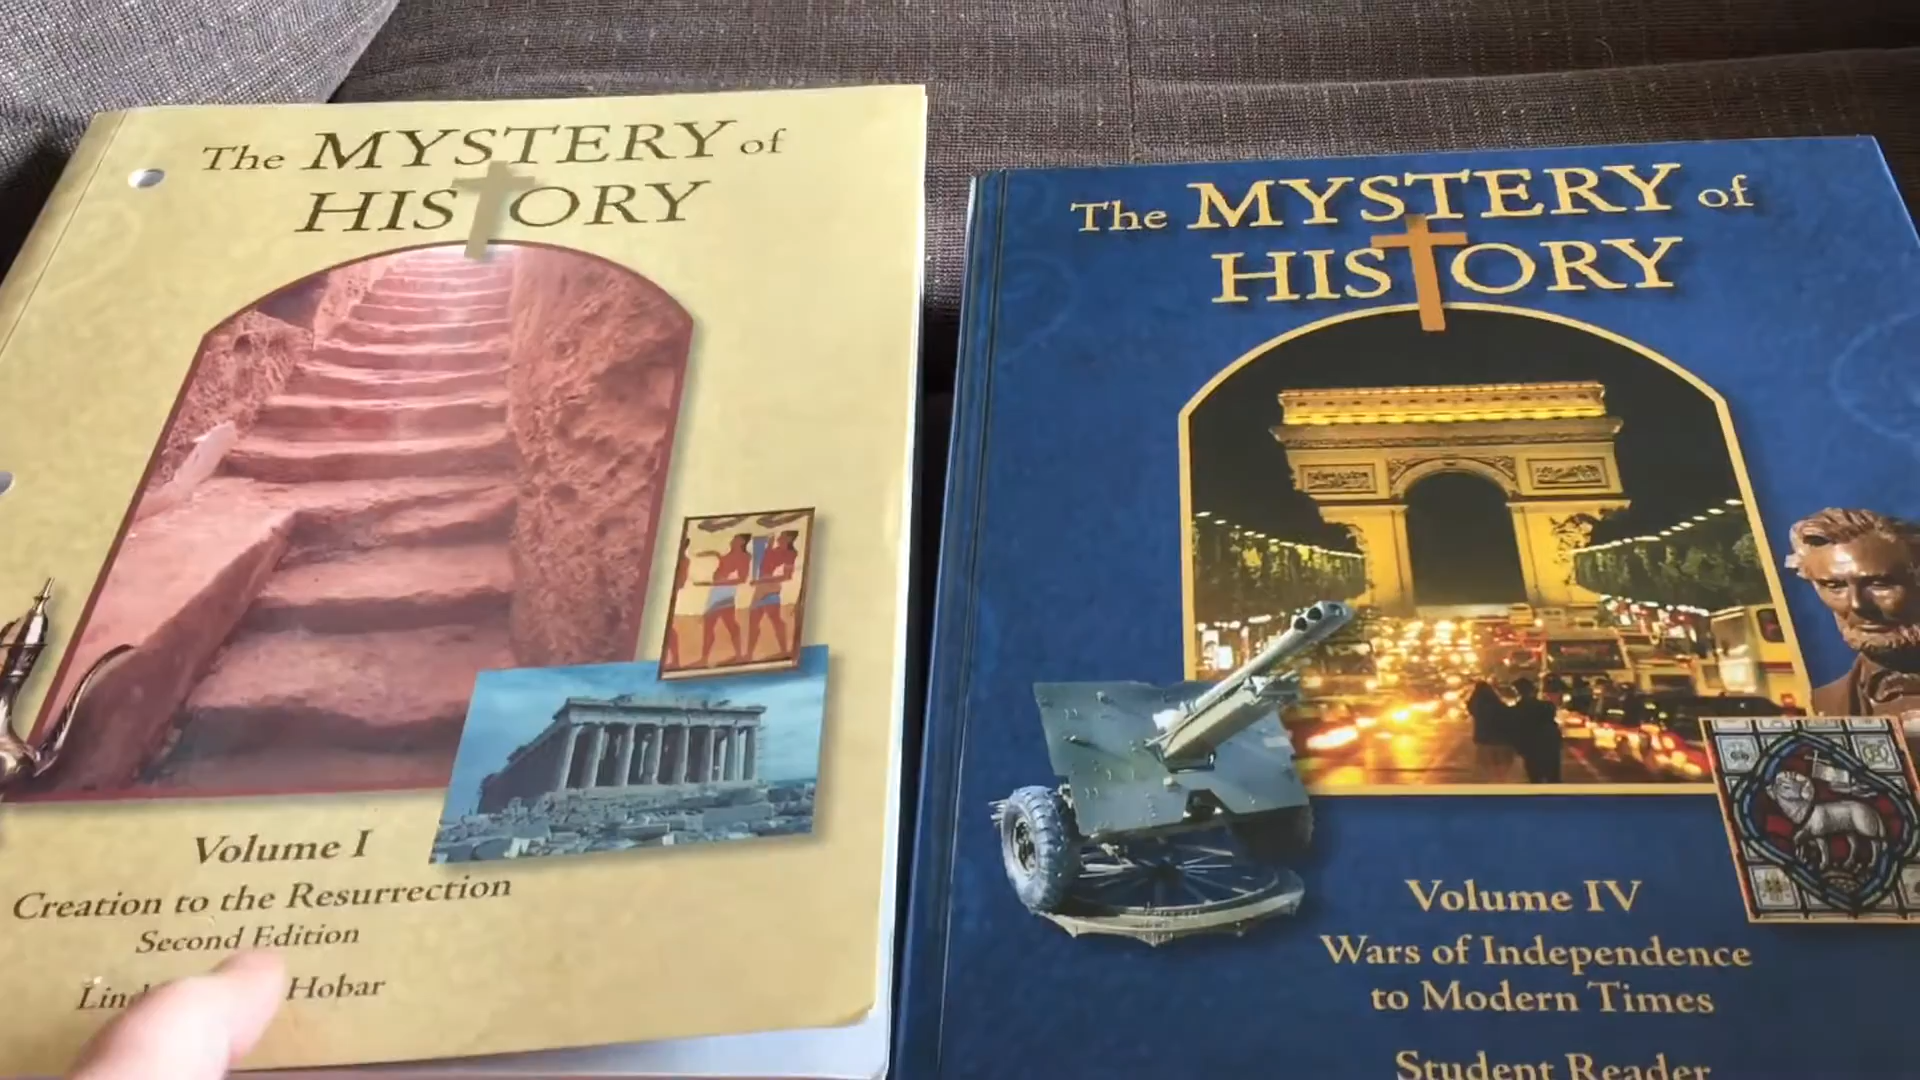 The MYSTERY of
HISTORY
Volume I
Creation to the Resurrection
Second Edition
Hobar
The MYSTERY of
HISTORY
Volume IV
Wars of Independence
to Modern Times
Student Reader